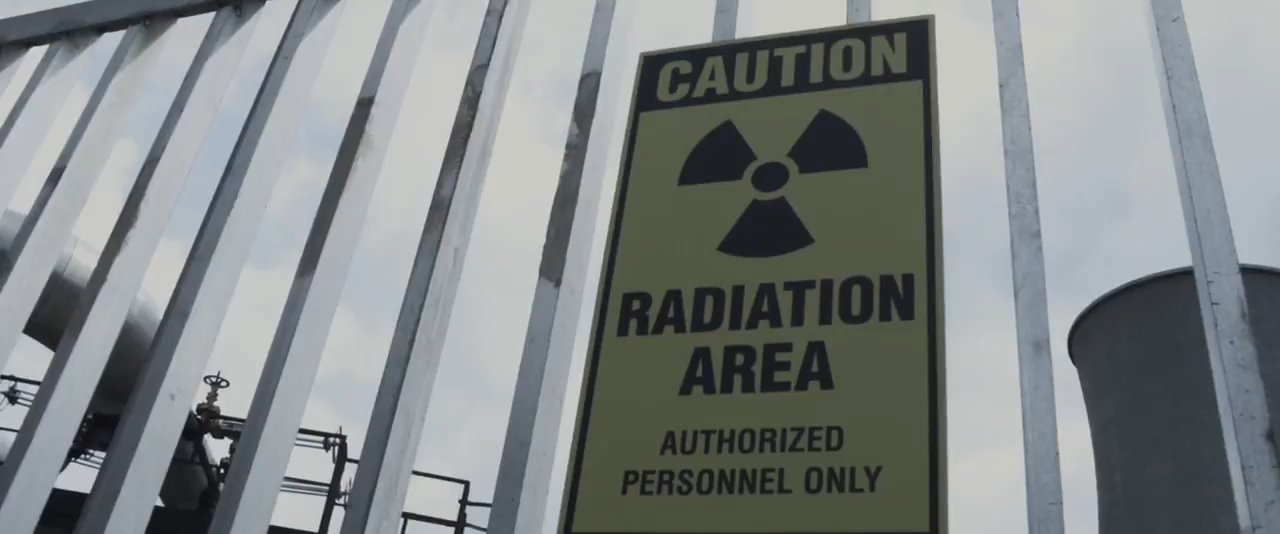 CAUTION
RADIATION
AREA
AUTHORIZED
PERSONNEL ONLY